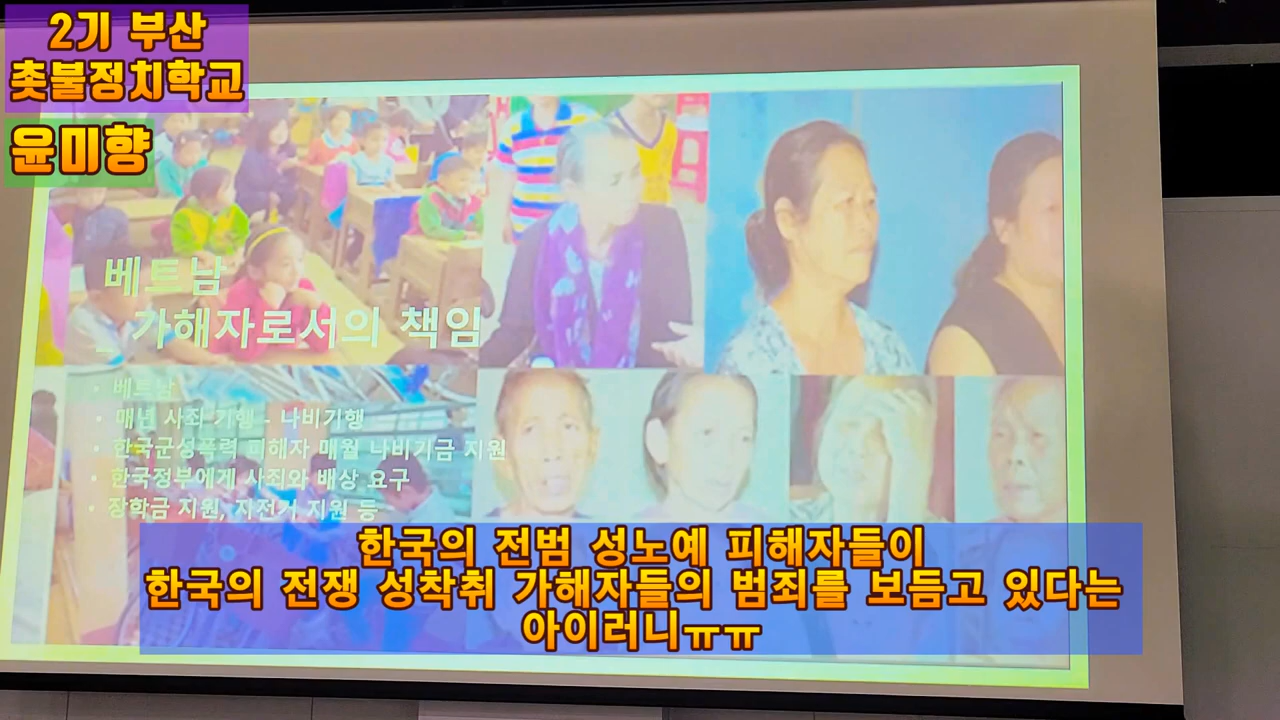 2기 부산
촛불정치학교
윤미향
베트남
_ 가해자로서의 책임
• 베트남
• 매년 사죄 기행 - 나비기행
• 한국군성폭력 피해자 매월 나비기금 지원
• 한국정부에게 사죄와 배상 요구
• 장학금 지원, 자전거 지원 등
한국의 전범 성노예 피해자들이
한국의 전쟁 성착취 가해자들의 범죄를 보듬고 있다는
아이러니ㅠㅠ